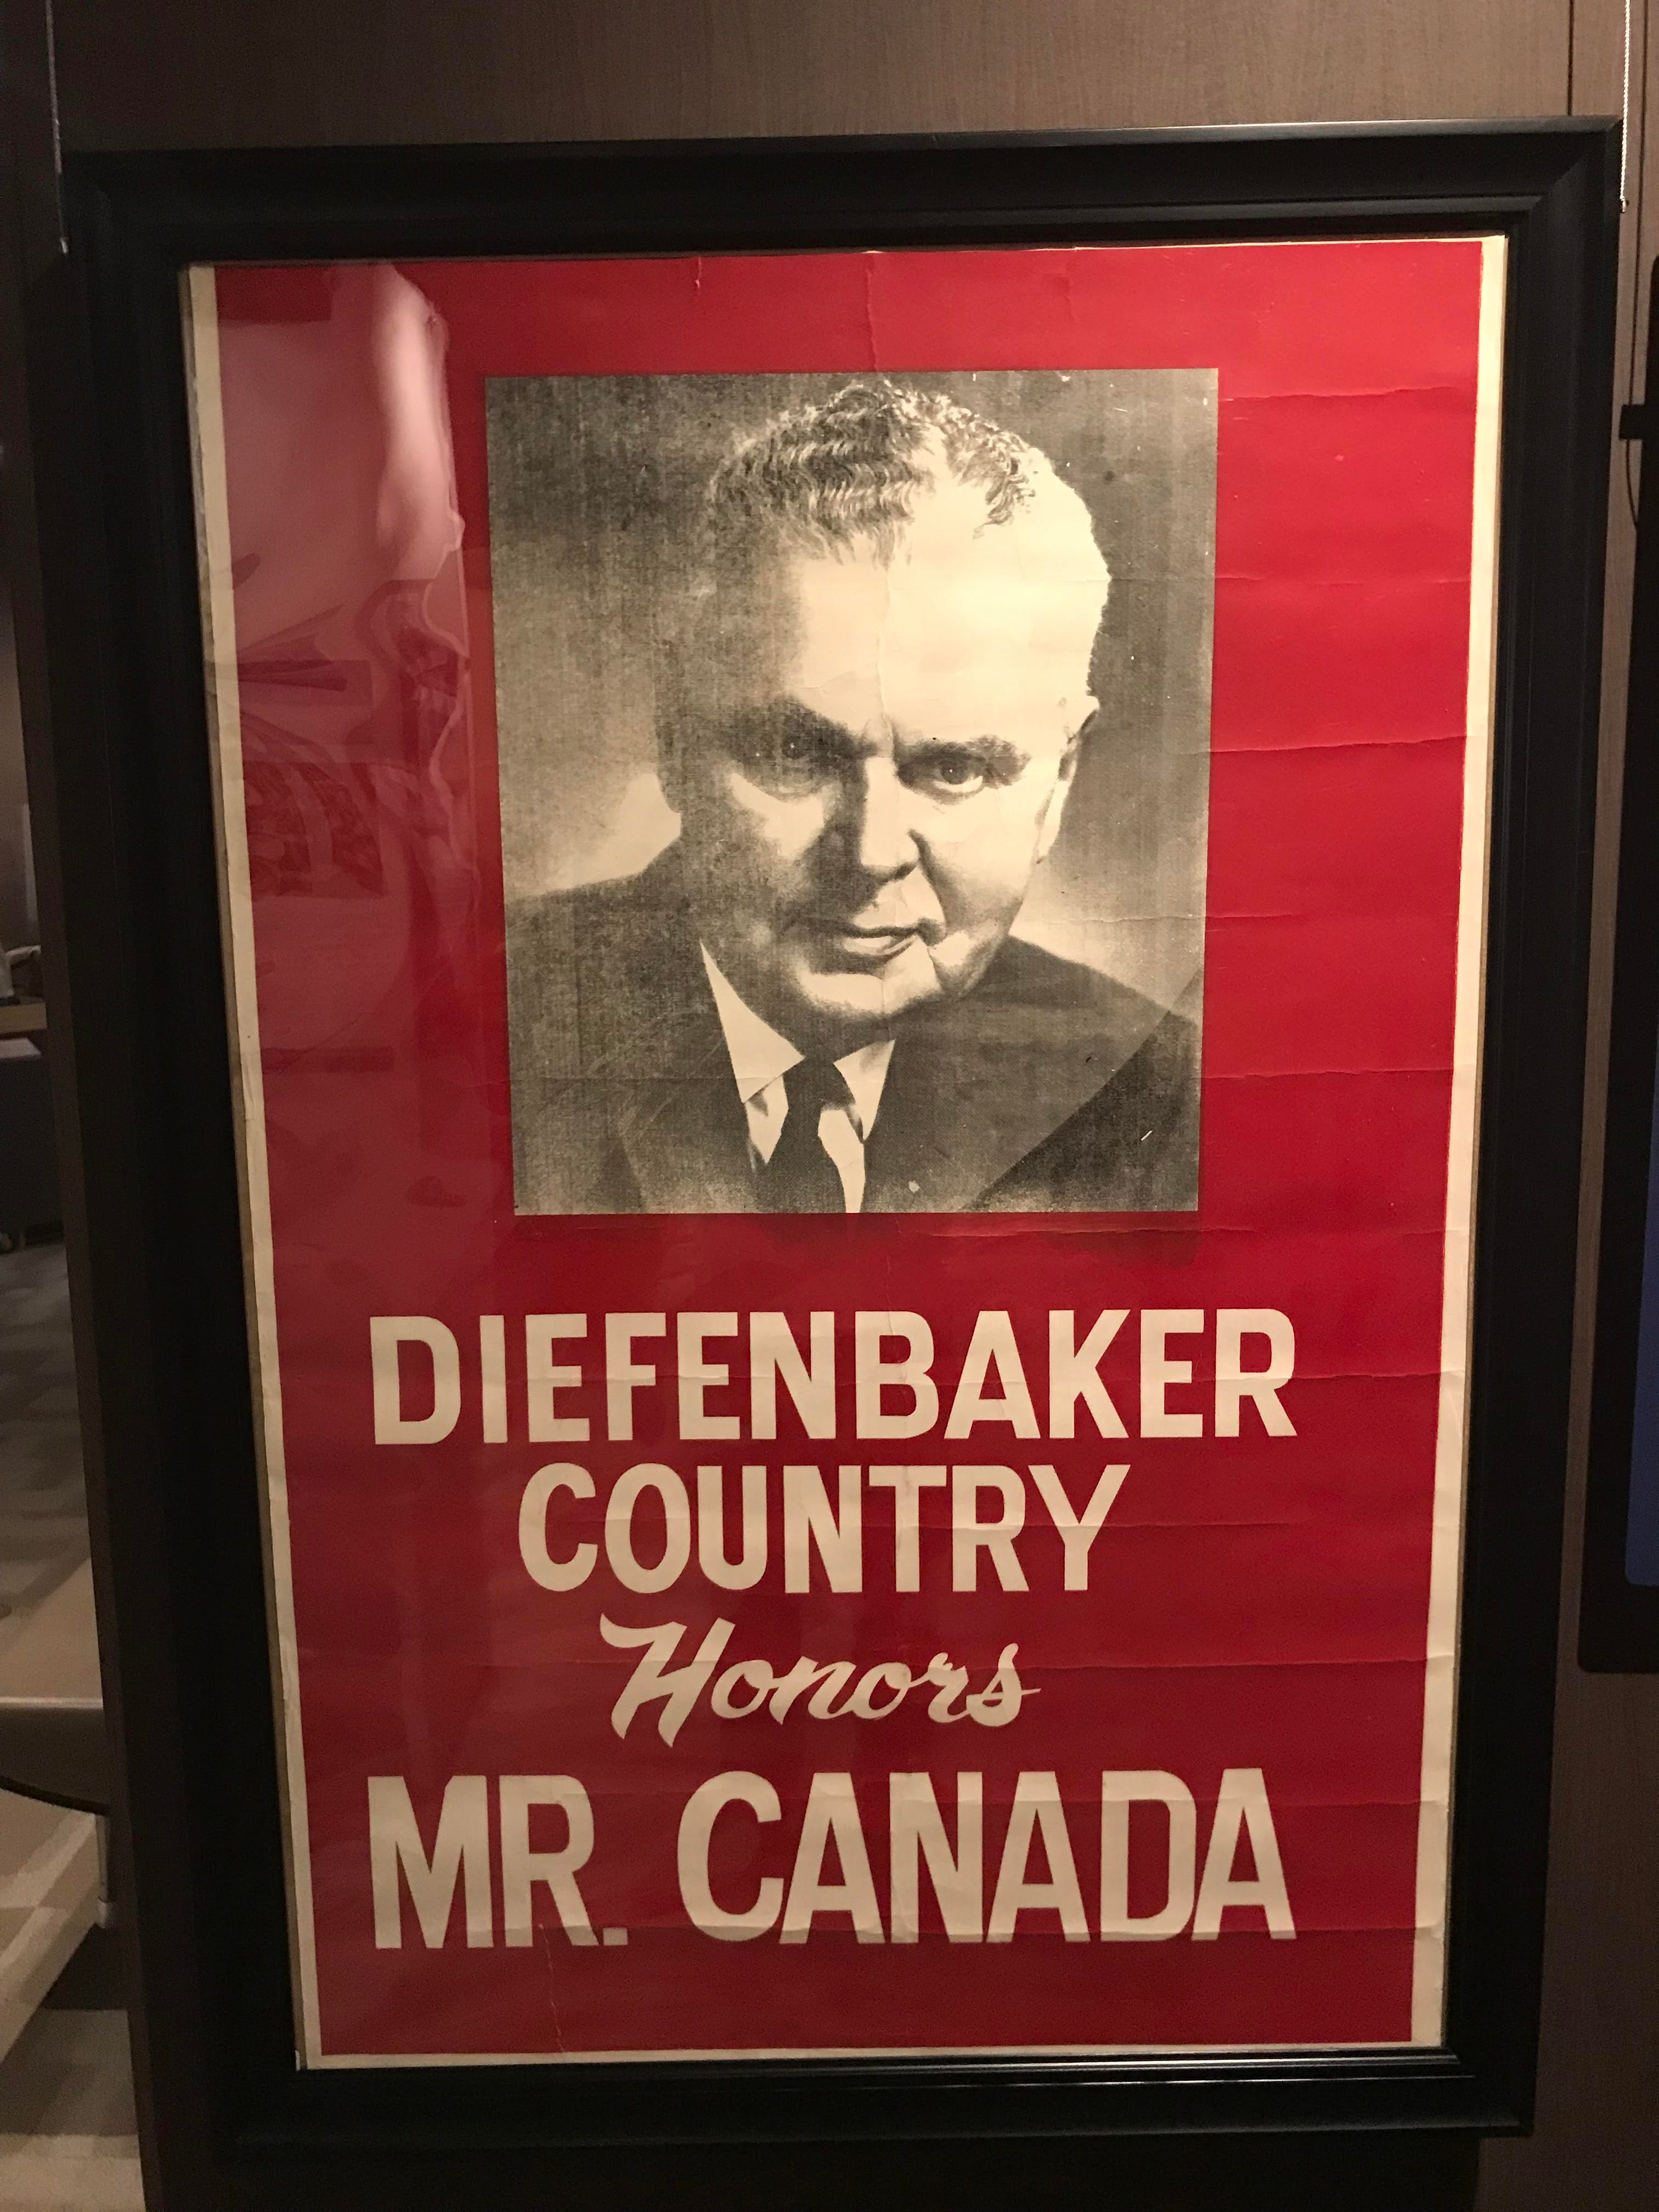 DIEFENBAKER
COUNTRY
Honors
MR. CANADA